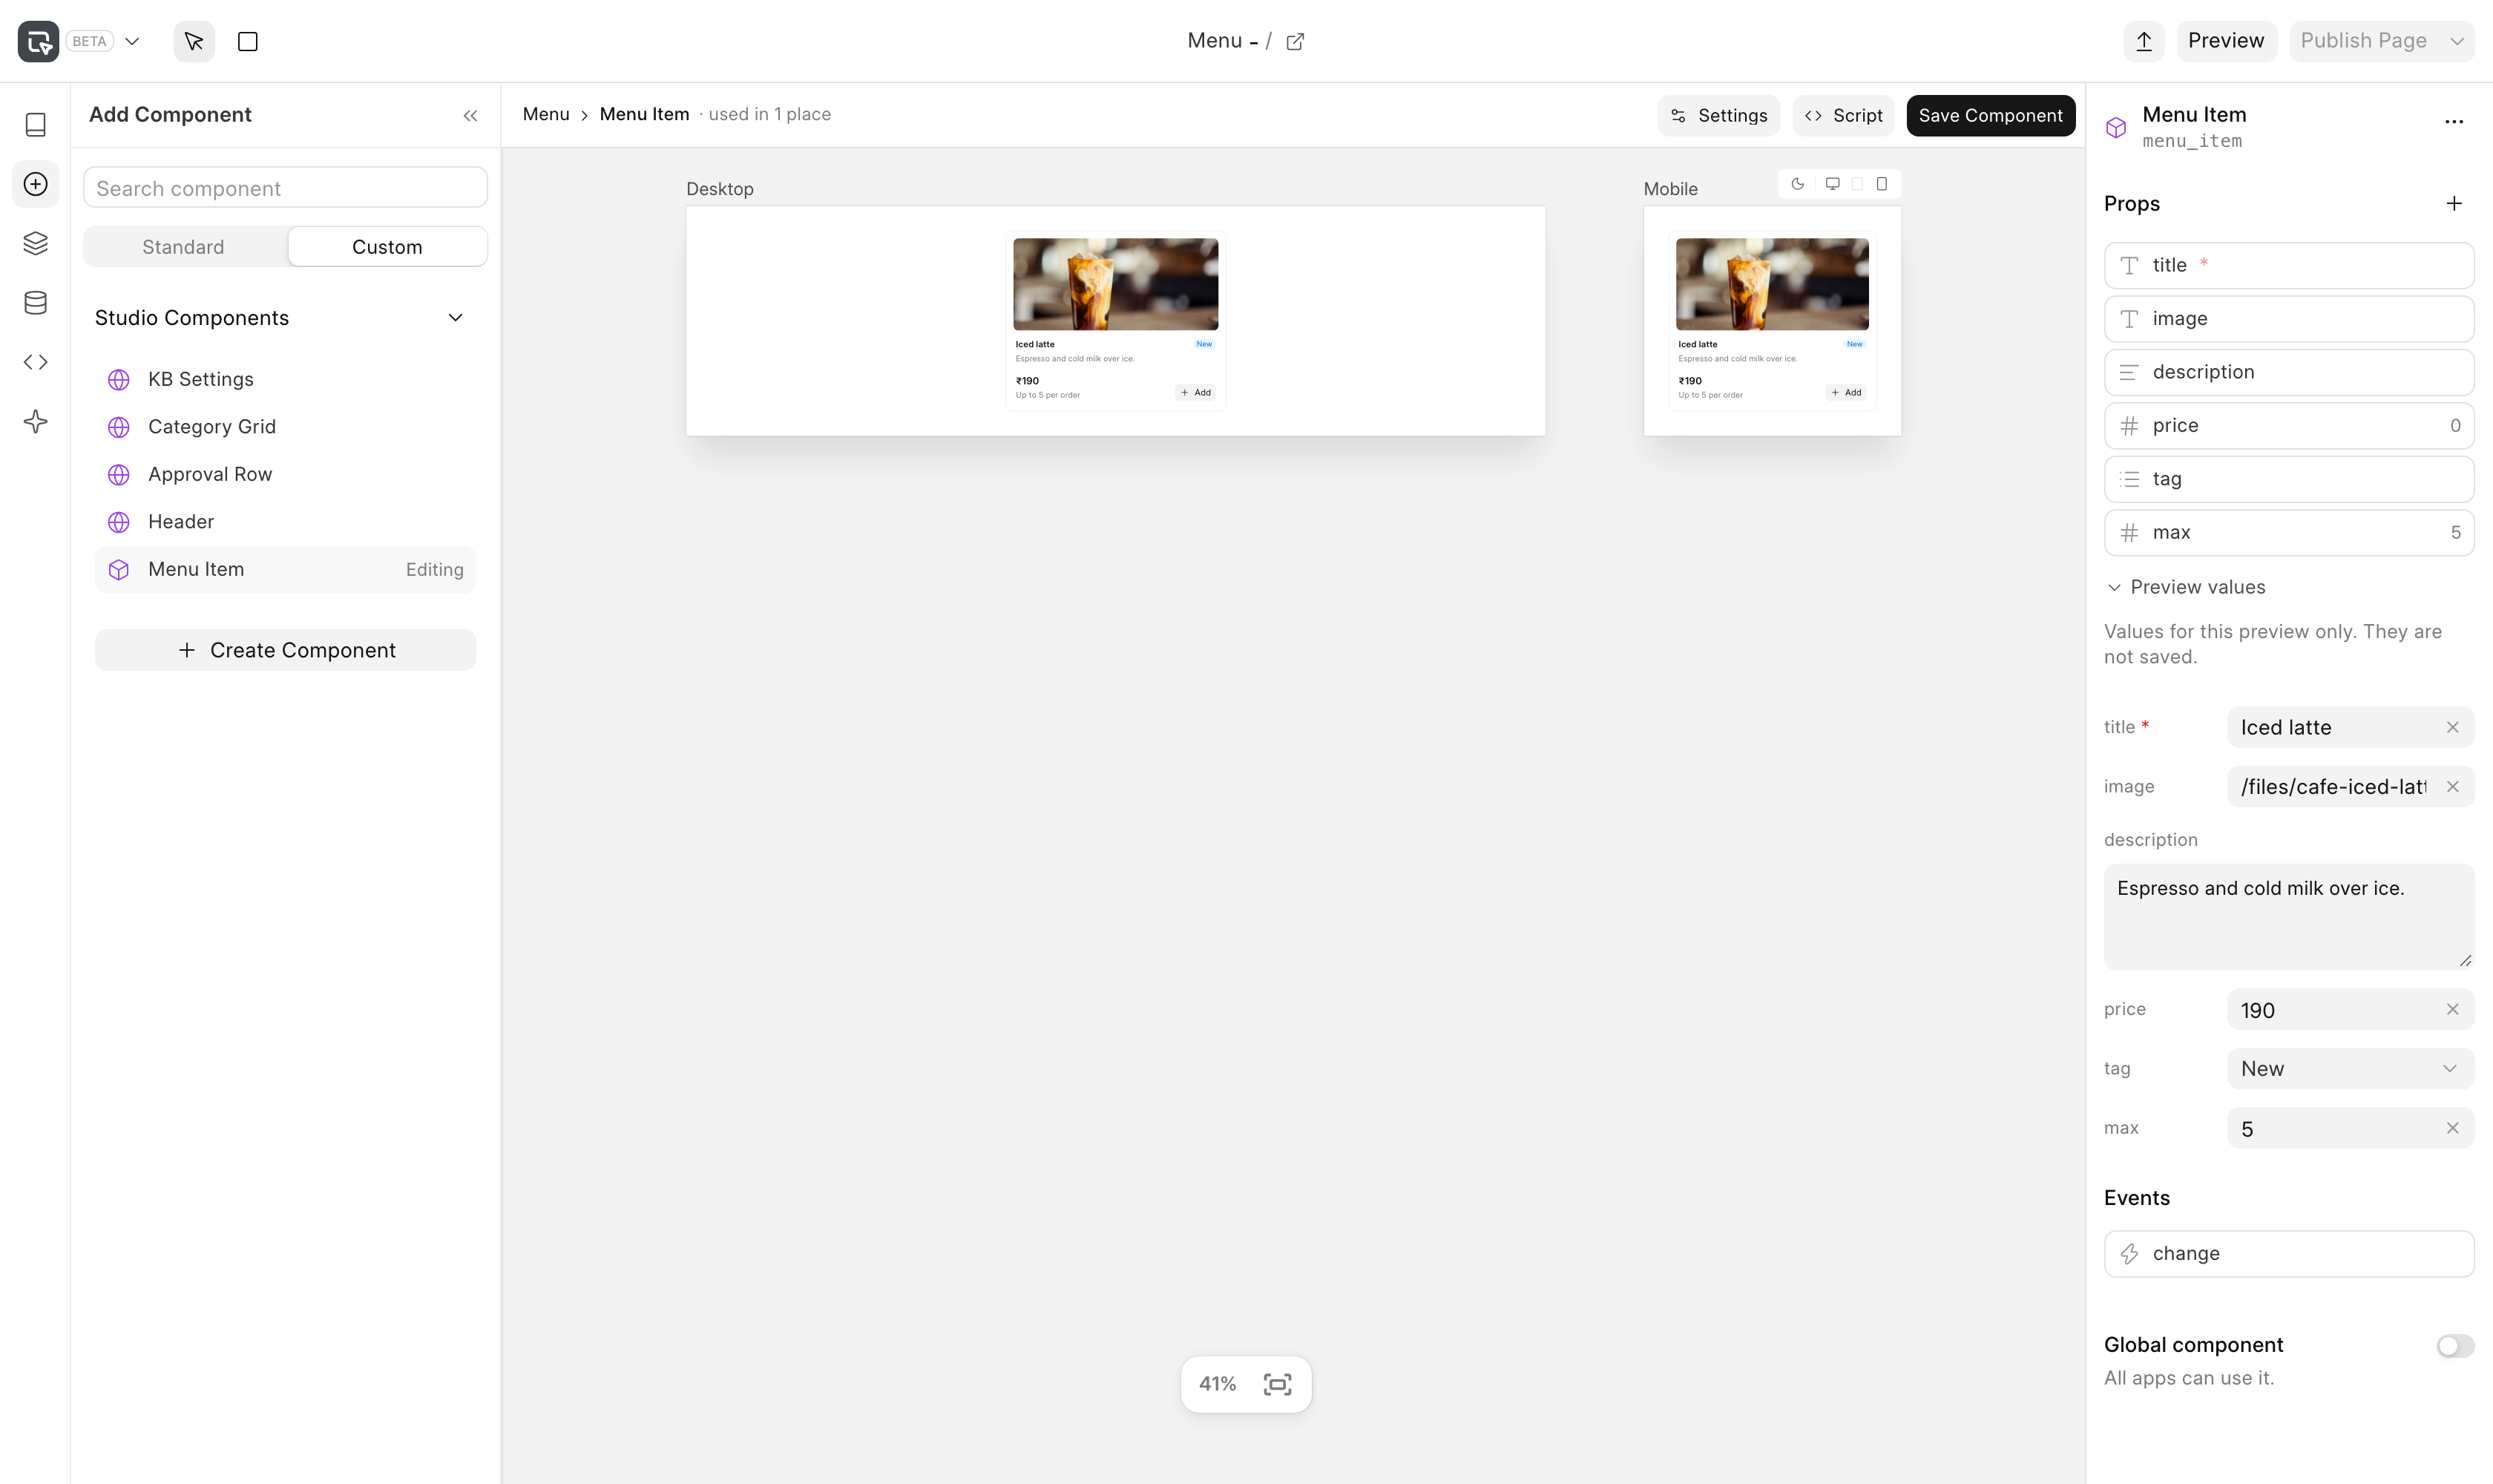 BETA
Menu - /
Preview
Publish Page
Add Component
Search component
Standard
Custom
Studio Components
KB Settings
Category Grid
Approval Row
Header
Menu Item
Editing
+ Create Component
Menu > Menu Item · used in 1 place
Settings
Script
Save Component
Desktop
Iced latte
New
Espresso and cold milk over ice.
₹190
Up to 5 per order
+ Add
Mobile
Iced latte
New
Espresso and cold milk over ice.
₹190
Up to 5 per order
+ Add
41%
Menu Item
menu_item
Props
title *
image
description
price 0
tag
max 5
Preview values
Values for this preview only. They are
not saved.
title * Iced latte
image /files/cafe-iced-lat
description
Espresso and cold milk over ice.
price 190
tag New
max 5
Events
change
Global component
All apps can use it.